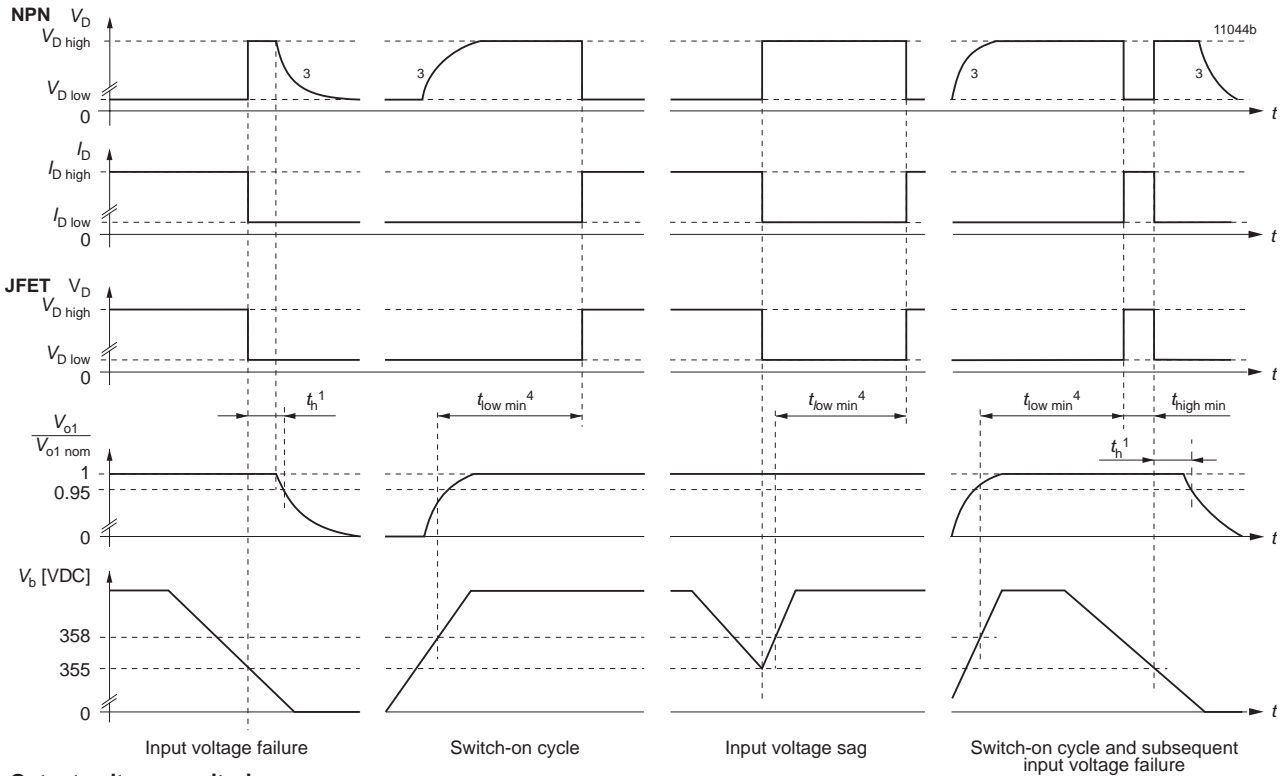 NPN V_D
V_D high
11044b
3
3
3
3
V_D low
0
t
I_D
I_D high
I_D low
0
t
JFET V_D
V_D high
V_D low
0
t
t_h^1
t_low min^4
t_low min^4
t_low min^4
t_high min
V_o1
V_o1 nom
t_h^1
1
0.95
0
t
V_b [VDC]
358
355
0
t
Input voltage failure
Switch-on cycle
Input voltage sag
Switch-on cycle and subsequent
input voltage failure